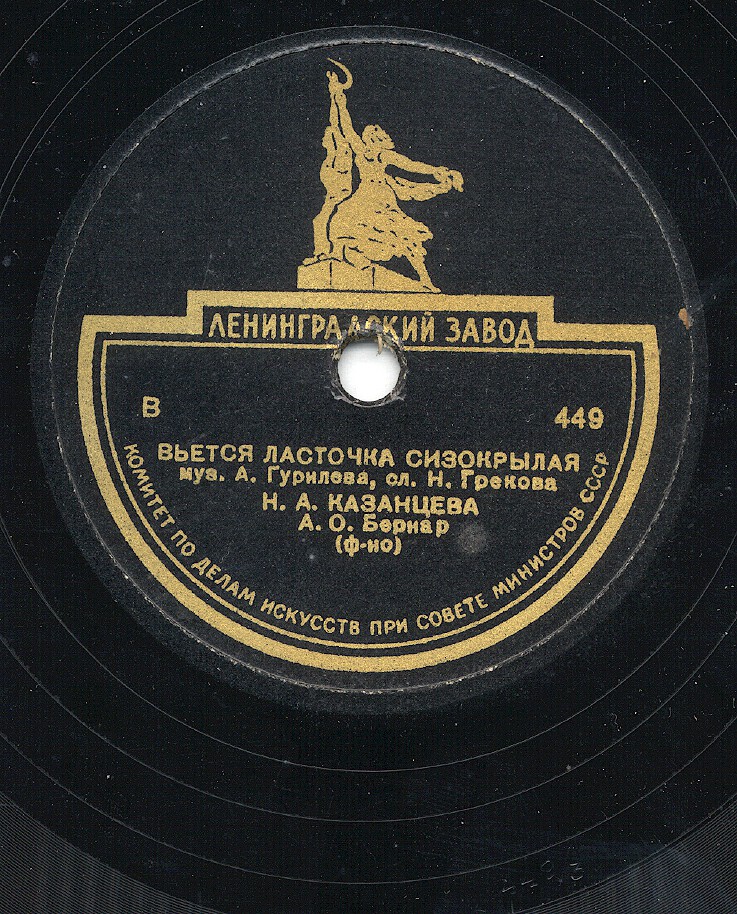 ЛЕНИНГРАДСКИЙ ЗАВОД
В 449
ВЬЕТСЯ ЛАСТОЧКА СИЗОКРЫЛАЯ
муз. А. Гурилева, сл. Н. Грекова
Н. А. КАЗАНЦЕВА
А. О. Бернар
(ф-но)
КОМИТЕТ ПО ДЕЛАМ ИСКУССТВ ПРИ СОВЕТЕ МИНИСТРОВ СССР